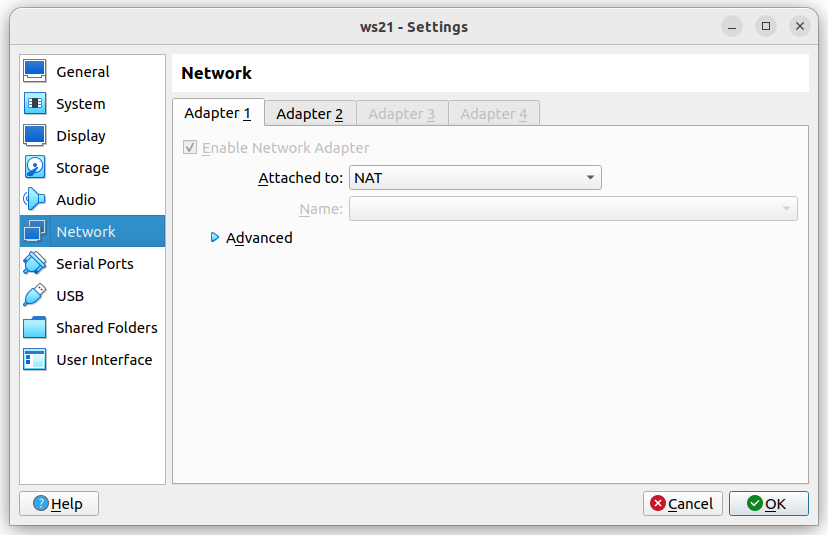 ws21 - Settings
General
System
Display
Storage
Audio
Network
Serial Ports
USB
Shared Folders
User Interface
Network
Adapter 1
Adapter 2
Adapter 3
Adapter 4
Enable Network Adapter
Attached to: NAT
Name:
Advanced
Help
Cancel
OK